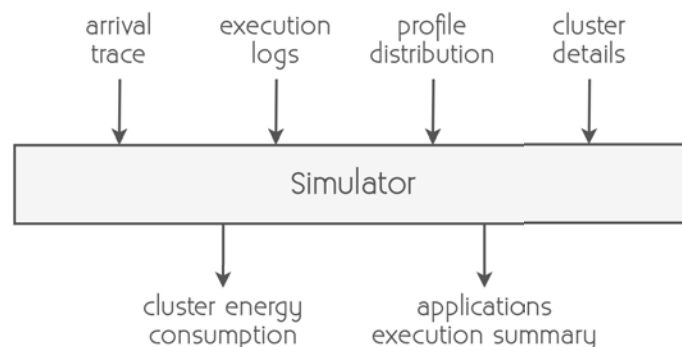 arrival
trace
execution
logs
profile
distribution
cluster
details
Simulator
cluster energy
consumption
applications
execution summary